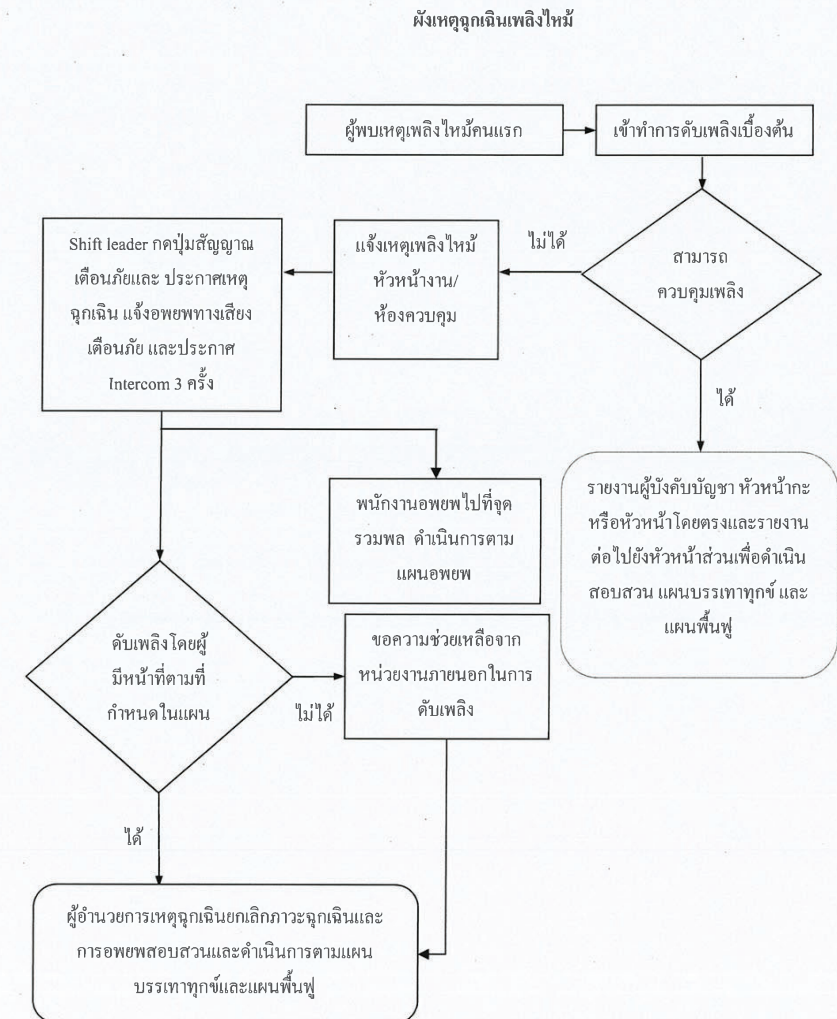 ผังเหตุฉุกเฉินเพลิงไหม้
ผู้พบเหตุเพลิงไหม้คนแรก
เข้าทำการดับเพลิงเบื้องต้น
สามารถ
ควบคุมเพลิง
ไม่ได้
แจ้งเหตุเพลิงไหม้
หัวหน้างาน/
ห้องควบคุม
Shift leader กดปุ่มสัญญาณ
เตือนภัยและ ประกาศเหตุ
ฉุกเฉิน แจ้งอพยพทางเสียง
เตือนภัย และประกาศ
Intercom 3 ครั้ง
ได้
รายงานผู้บังคับบัญชา หัวหน้ากะ
หรือหัวหน้าโดยตรงและรายงาน
ต่อไปยังหัวหน้าส่วนเพื่อดำเนิน
สอบสวน แผนบรรเทาทุกข์ และ
แผนฟื้นฟู
พนักงานอพยพไปที่จุด
รวมพล ดำเนินการตาม
แผนอพยพ
ดับเพลิงโดยผู้
มีหน้าที่ตามที่
กำหนดในแผน
ไม่ได้
ขอความช่วยเหลือจาก
หน่วยงานภายนอกในการ
ดับเพลิง
ได้
ผู้อำนวยการเหตุฉุกเฉินยกเลิกภาวะฉุกเฉินและ
การอพยพสอบสวนและดำเนินการตามแผน
บรรเทาทุกข์และแผนฟื้นฟู